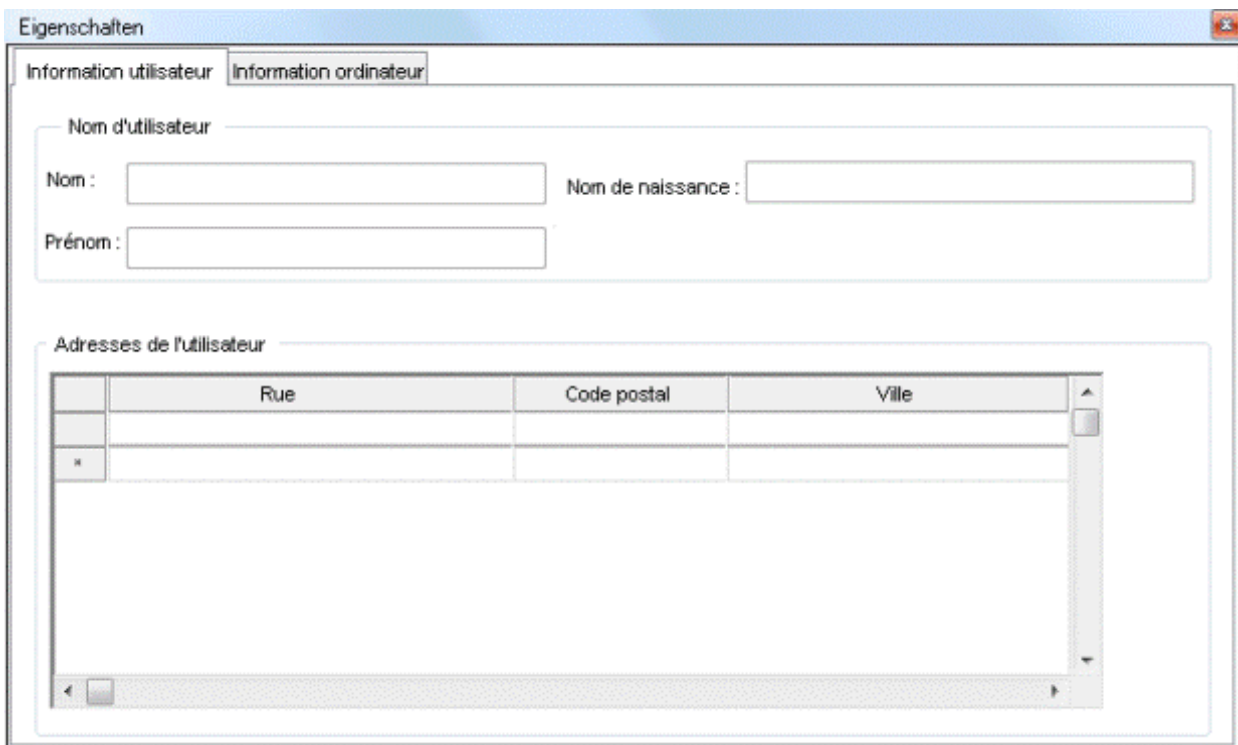 Eigenschaften
Information utilisateur Information ordinateur
Nom d'utilisateur
Nom :
Nom de naissance :
Prénom :
Adresses de l'utilisateur
Rue Code postal Ville
*